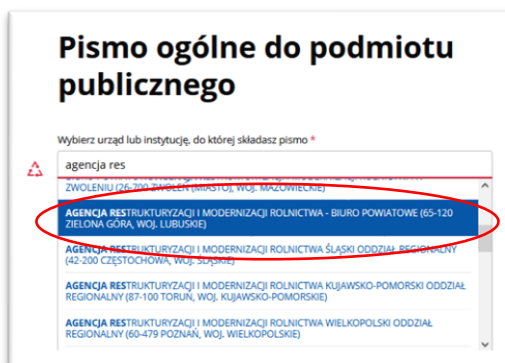 Pismo ogólne do podmiotu
publicznego
Wybierz urząd lub instytucję, do której składasz pismo *
agencja res
ZWOLENIU (26-700 ZWOLEŃ (MIASTO), WOJ. MAZOWIECKIE)
AGENCJA RESTRUKTURYZACJI I MODERNIZACJI ROLNICTWA - BIURO POWIATOWE (65-120
ZIELONA GÓRA, WOJ. LUBUSKIE)
AGENCJA RESTRUKTURYZACJI I MODERNIZACJI ROLNICTWA ŚLĄSKI ODDZIAŁ REGIONALNY
(42-200 CZĘSTOCHOWA, WOJ. ŚLĄSKIE)
AGENCJA RESTRUKTURYZACJI I MODERNIZACJI ROLNICTWA KUJAWSKO-POMORSKI ODDZIAŁ
REGIONALNY (87-100 TORUŃ, WOJ. KUJAWSKO-POMORSKIE)
AGENCJA RESTRUKTURYZACJI I MODERNIZACJI ROLNICTWA WIELKOPOLSKI ODDZIAŁ
REGIONALNY (60-479 POZNAŃ, WOJ. WIELKOPOLSKIE)